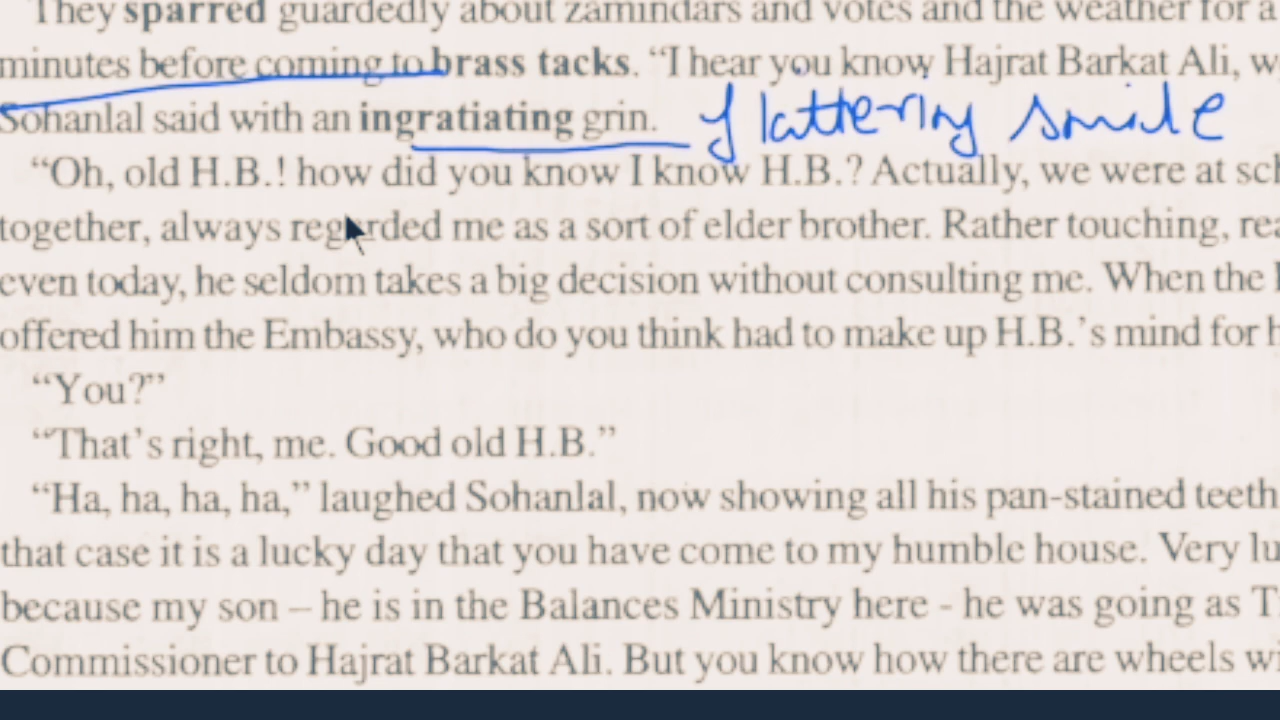 They sparred guardedly about zamindars and votes and the weather for a
minutes before coming to brass tacks. “I hear you know Hajrat Barkat Ali,
Sohanlal said with an ingratiating grin. flattering smile
“Oh, old H.B.! how did you know I know H.B.? Actually, we were at
together, always regarded me as a sort of elder brother. Rather touching,
even today, he seldom takes a big decision without consulting me. When the
offered him the Embassy, who do you think had to make up H.B.’s mind for
“You?”
“That’s right, me. Good old H.B.”
“Ha, ha, ha, ha,” laughed Sohanlal, now showing all his pan-stained teeth
that case it is a lucky day that you have come to my humble house. Very
because my son – he is in the Balances Ministry here - he was going as
Commissioner to Hajrat Barkat Ali. But you know how there are wheels